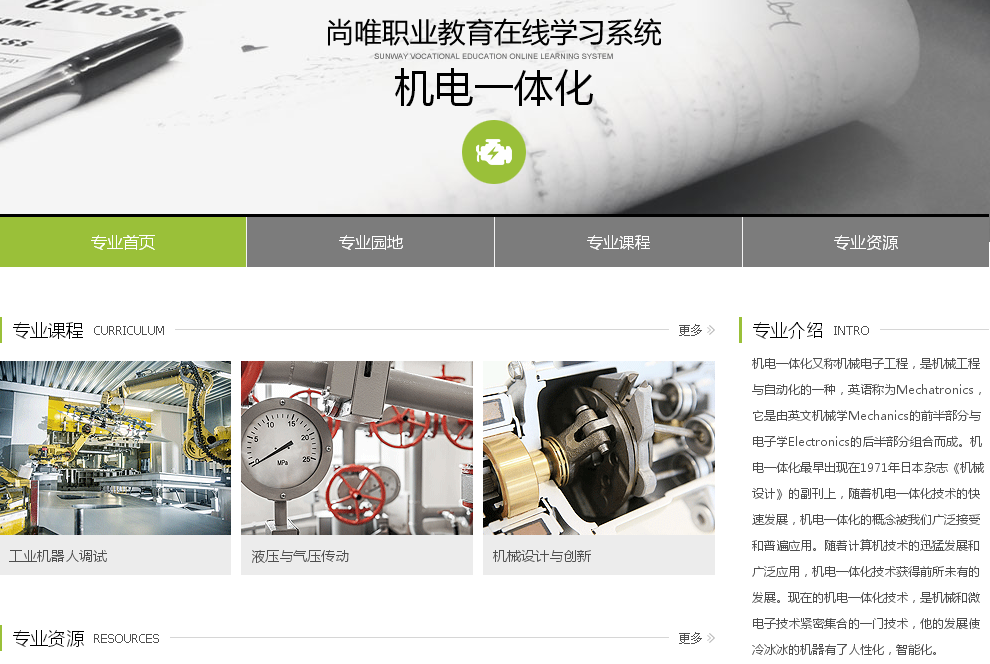 CLASS:
尚唯职业教育在线学习系统
SUNWAY VOCATIONAL EDUCATION ONLINE LEARNING SYSTEM
机电一体化
专业首页 专业园地 专业课程 专业资源
专业课程 CURRICULUM 更多
0 5 10 15 20 25
MPa
工业机器人调试 液压与气压传动 机械设计与创新
专业资源 RESOURCES 更多
专业介绍 INTRO
机电一体化又称机械电子工程，是机械工程
与自动化的一种，英语称为Mechatronics，
它是由英文机械学Mechanics的前半部分与
电子学Electronics的后半部分组合而成。机
电一体化最早出现在1971年日本杂志《机械
设计》的副刊上，随着机电一体化技术的快
速发展，机电一体化的概念被我们广泛接受
和普遍应用。随着计算机技术的迅猛发展和
广泛应用，机电一体化技术获得前所未有的
发展。现在的机电一体化技术，是机械和微
电子技术紧密集合的一门技术，他的发展使
冷冰冰的机器有了人性化，智能化。